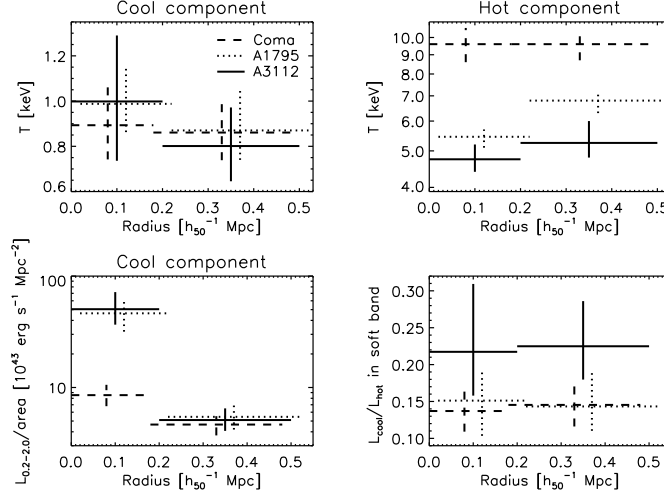 Cool component
Hot component
Coma
A1795
A3112
T [keV]
1.2
1.0
0.8
0.6
0.0 0.1 0.2 0.3 0.4 0.5
Radius [h₅₀⁻¹ Mpc]
T [keV]
10.0
9.0
8.0
7.0
6.0
5.0
4.0
0.0 0.1 0.2 0.3 0.4 0.5
Radius [h₅₀⁻¹ Mpc]
Cool component
L₀.₂₋₂.₀/area [10⁴³ erg s⁻¹ Mpc⁻²]
100
10
0.0 0.1 0.2 0.3 0.4 0.5
Radius [h₅₀⁻¹ Mpc]
L_cool/L_hot in soft band
0.30
0.25
0.20
0.15
0.10
0.0 0.1 0.2 0.3 0.4 0.5
Radius [h₅₀⁻¹ Mpc]